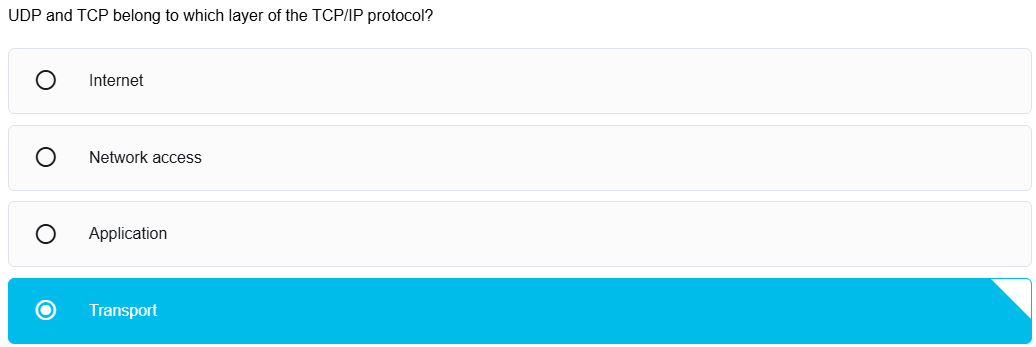 UDP and TCP belong to which layer of the TCP/IP protocol?
Internet
Network access
Application
Transport